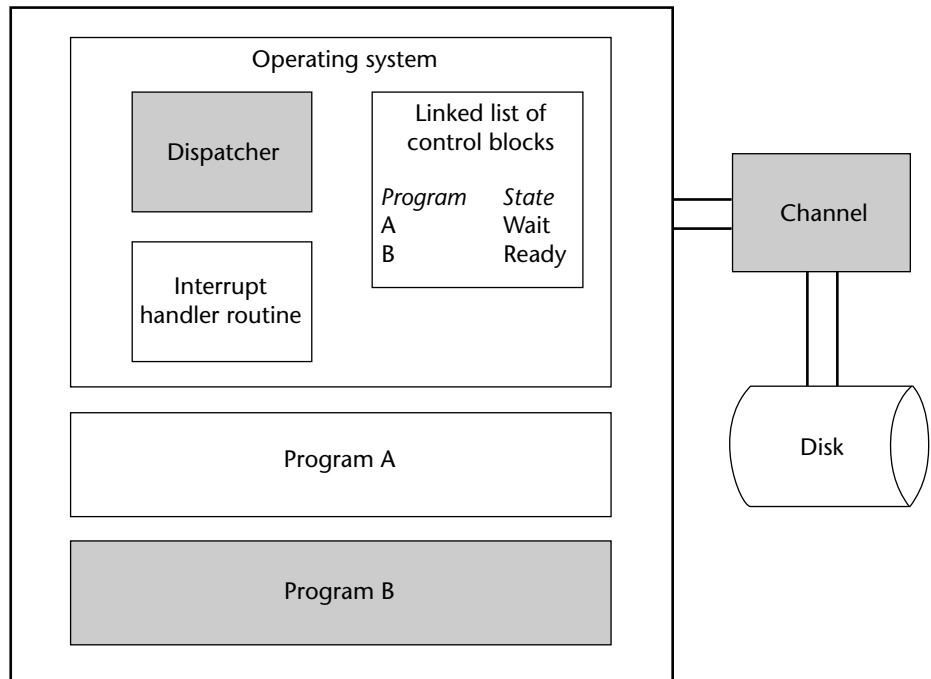 Operating system
Dispatcher
Linked list of
control blocks
Program State
A Wait
B Ready
Interrupt
handler routine
Channel
Disk
Program A
Program B